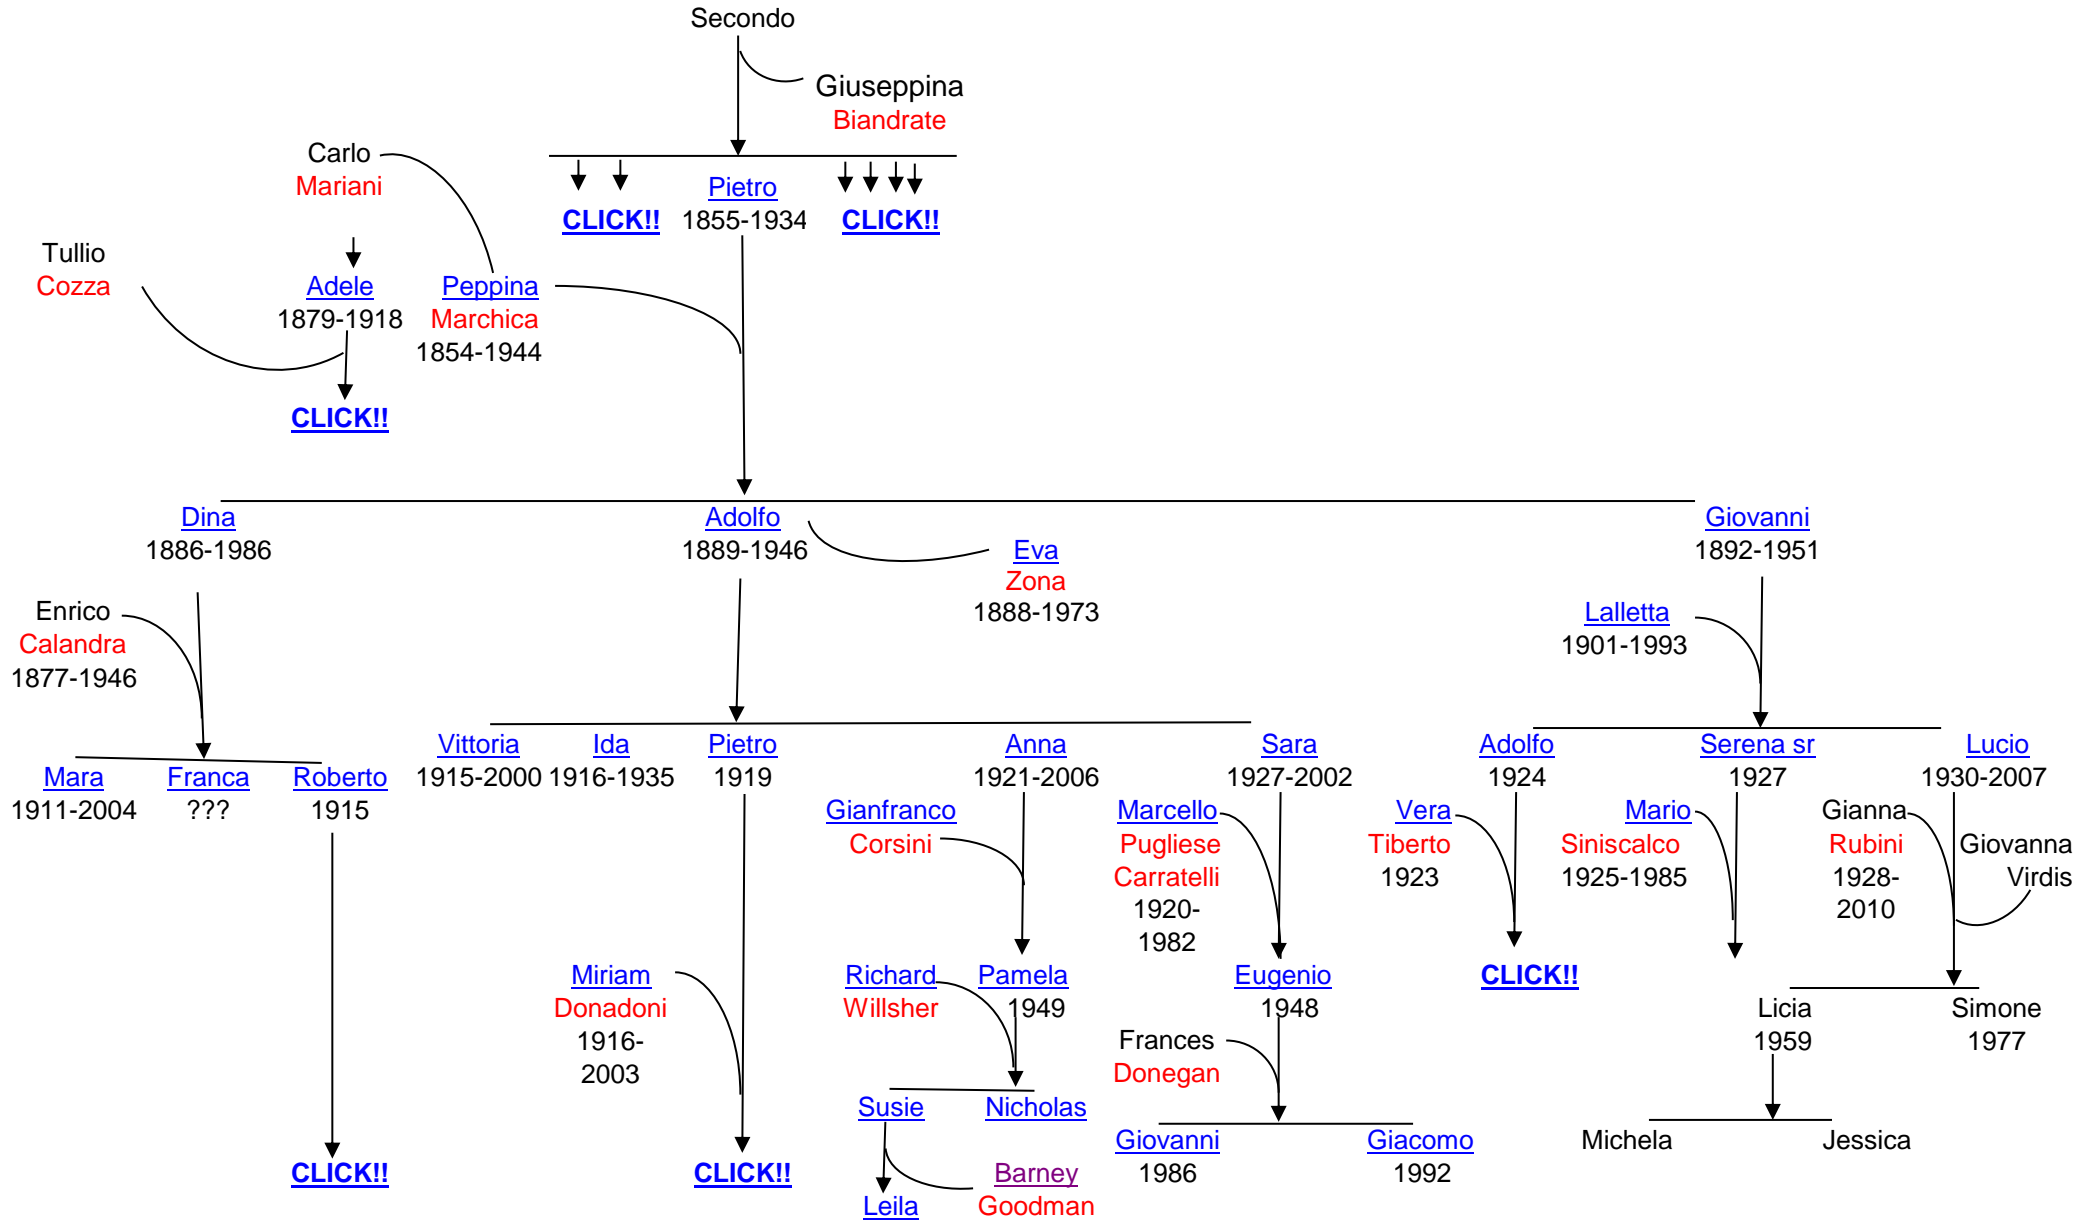 Secondo
Giuseppina
Biandrate
Carlo
Mariani
Pietro
1855-1934
CLICK!!
CLICK!!
Tullio
Cozza
Adele
1879-1918
Peppina
Marchica
1854-1944
CLICK!!
Dina
1886-1986
Adolfo
1889-1946
Eva
Zona
1888-1973
Giovanni
1892-1951
Enrico
Calandra
1877-1946
Lalletta
1901-1993
Mara
1911-2004
Franca
???
Roberto
1915
Vittoria
1915-2000
Ida
1916-1935
Pietro
1919
Anna
1921-2006
Sara
1927-2002
Adolfo
1924
Serena sr
1927
Lucio
1930-2007
Gianfranco
Corsini
Marcello
Pugliese
Carratelli
1920-
1982
Vera
Tiberto
1923
Mario
Siniscalco
1925-1985
Gianna
Rubini
1928-
2010
Giovanna
Virdis
Miriam
Donadoni
1916-
2003
Richard
Willsher
Pamela
1949
Eugenio
1948
CLICK!!
Licia
1959
Simone
1977
Frances
Donegan
Susie
Nicholas
Giovanni
1986
Giacomo
1992
Michela
Jessica
CLICK!!
CLICK!!
Barney
Goodman
Leila